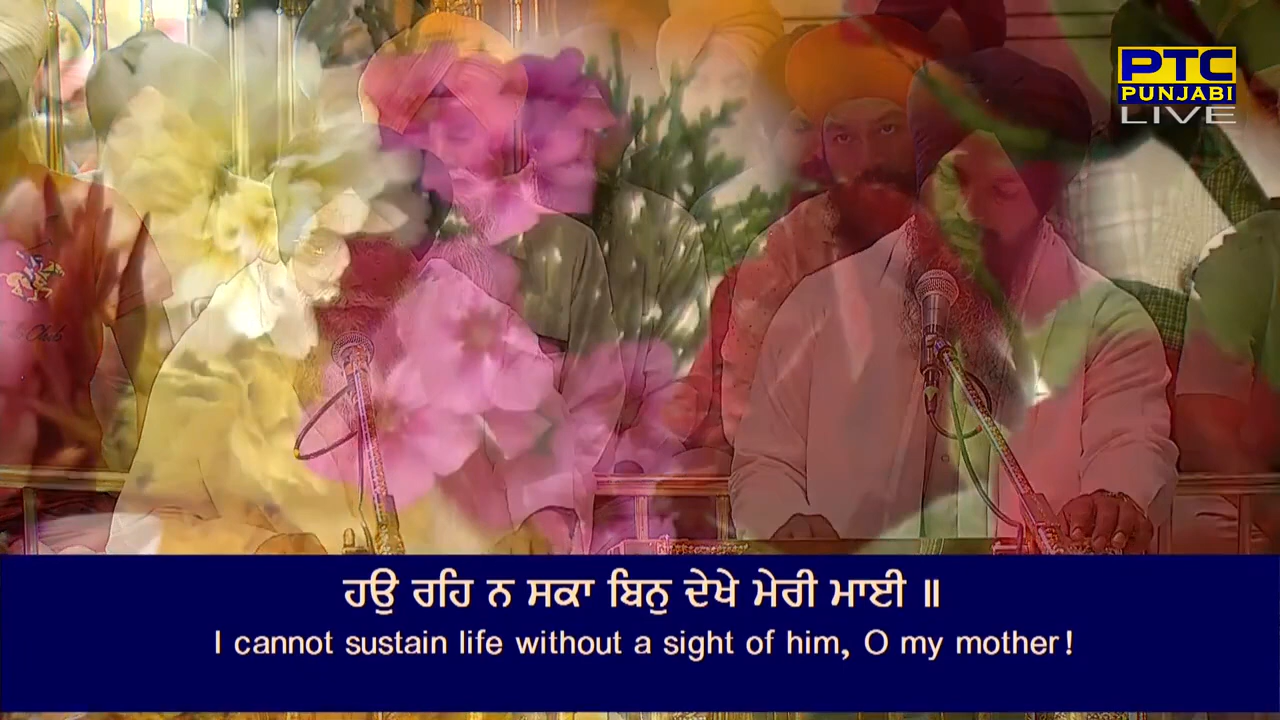 PTC
PUNJABI
LIVE
ਹਉ ਰਹਿ ਨ ਸਕਾ ਬਿਨੁ ਦੇਖੇ ਮੇਰੀ ਮਾਈ ॥
I cannot sustain life without a sight of him, O my mother!